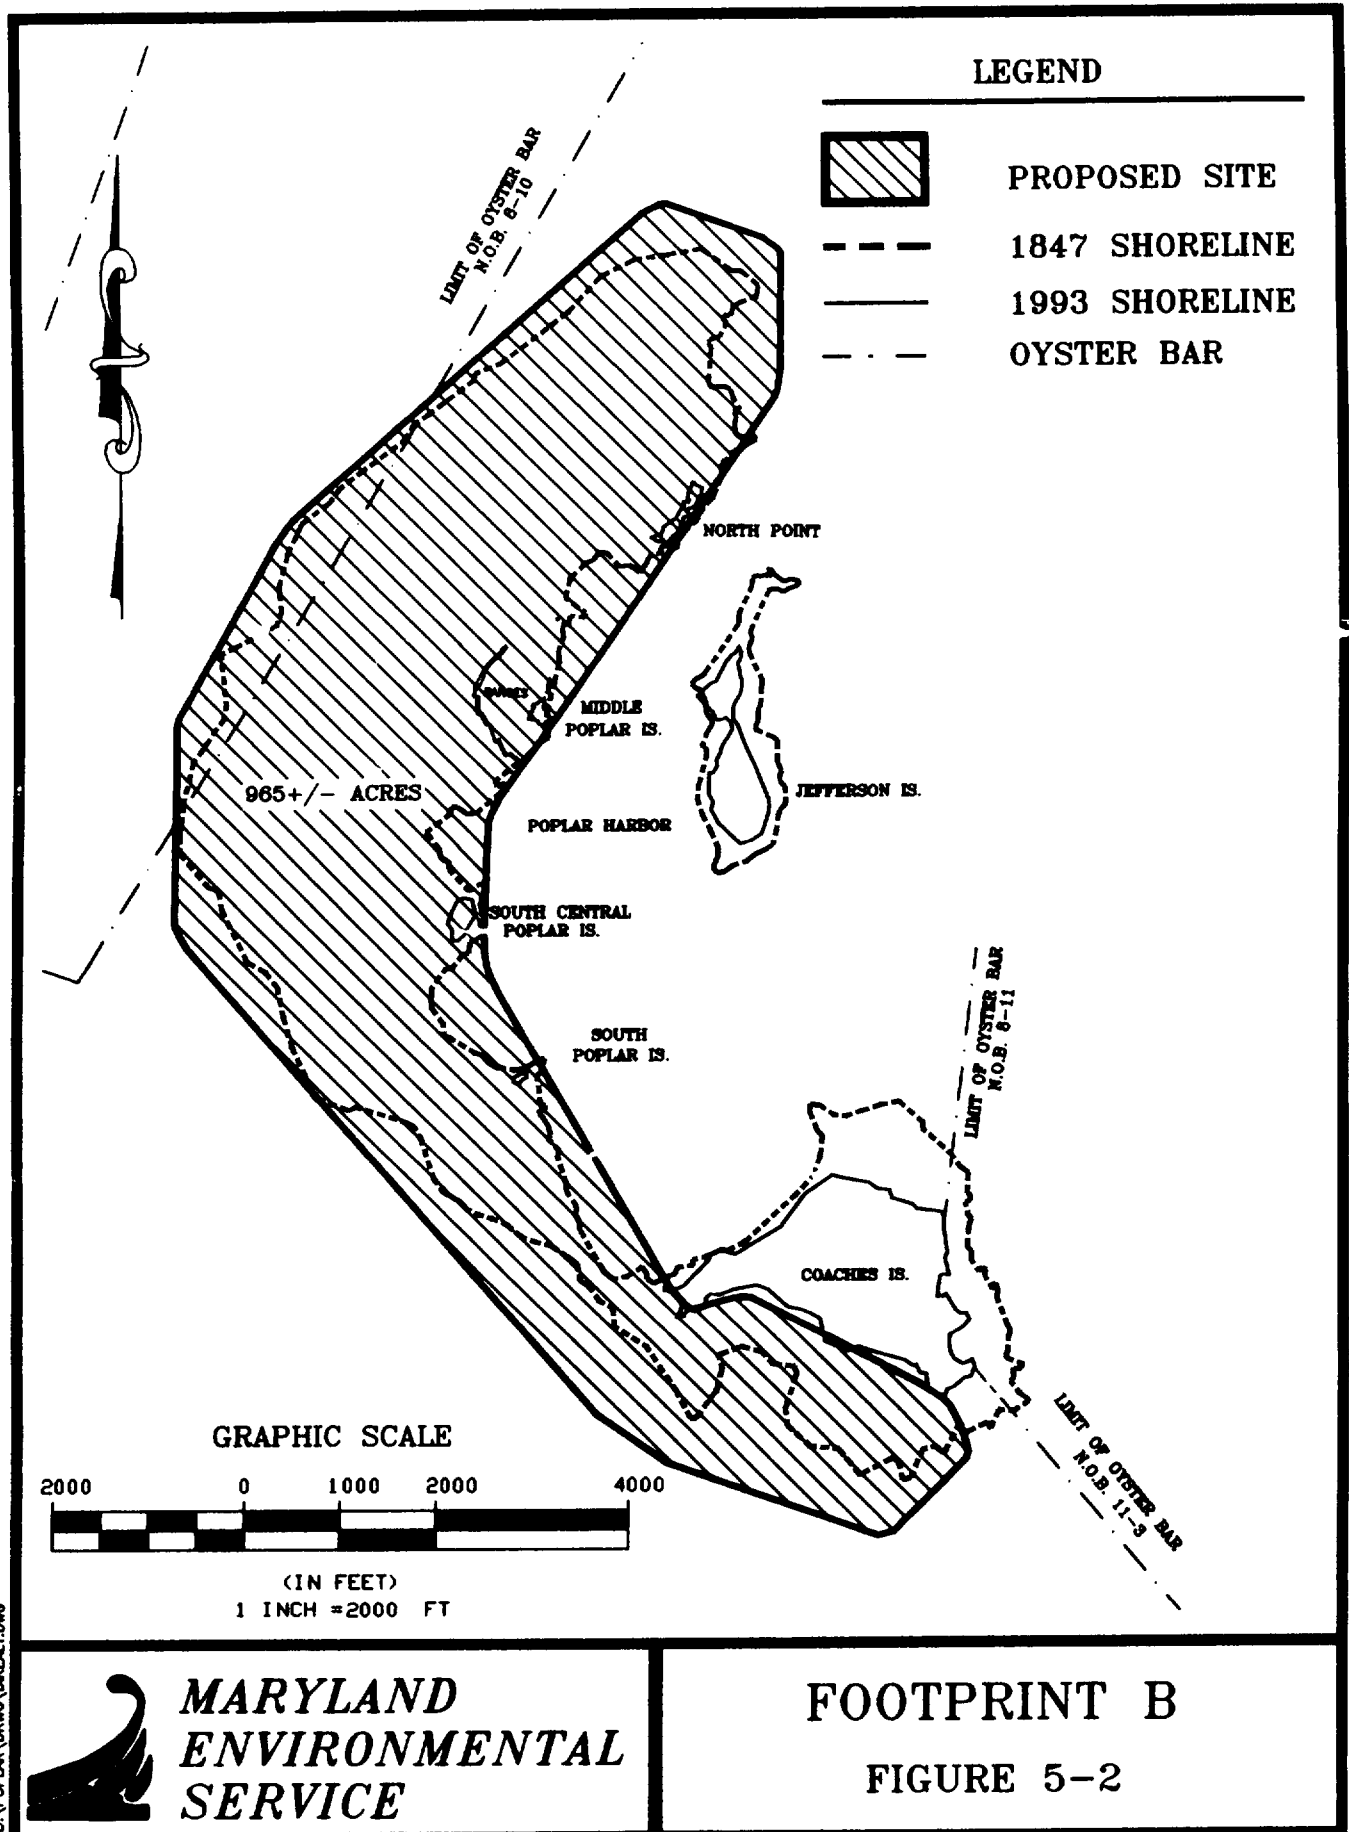 LEGEND
PROPOSED SITE
1847 SHORELINE
1993 SHORELINE
OYSTER BAR
LIMIT OF OYSTER BAR
N.O.B. 8-10
NORTH POINT
BARGES
MIDDLE
POPLAR IS.
965+/- ACRES
JEFFERSON IS.
POPLAR HARBOR
SOUTH CENTRAL
POPLAR IS.
SOUTH
POPLAR IS.
LIMIT OF OYSTER BAR
N.O.B. 8-11
COACHES IS.
LIMIT OF OYSTER BAR
N.O.B. 11-3
GRAPHIC SCALE
2000 0 1000 2000 4000
(IN FEET)
1 INCH =2000 FT
MARYLAND
ENVIRONMENTAL
SERVICE
FOOTPRINT B
FIGURE 5-2